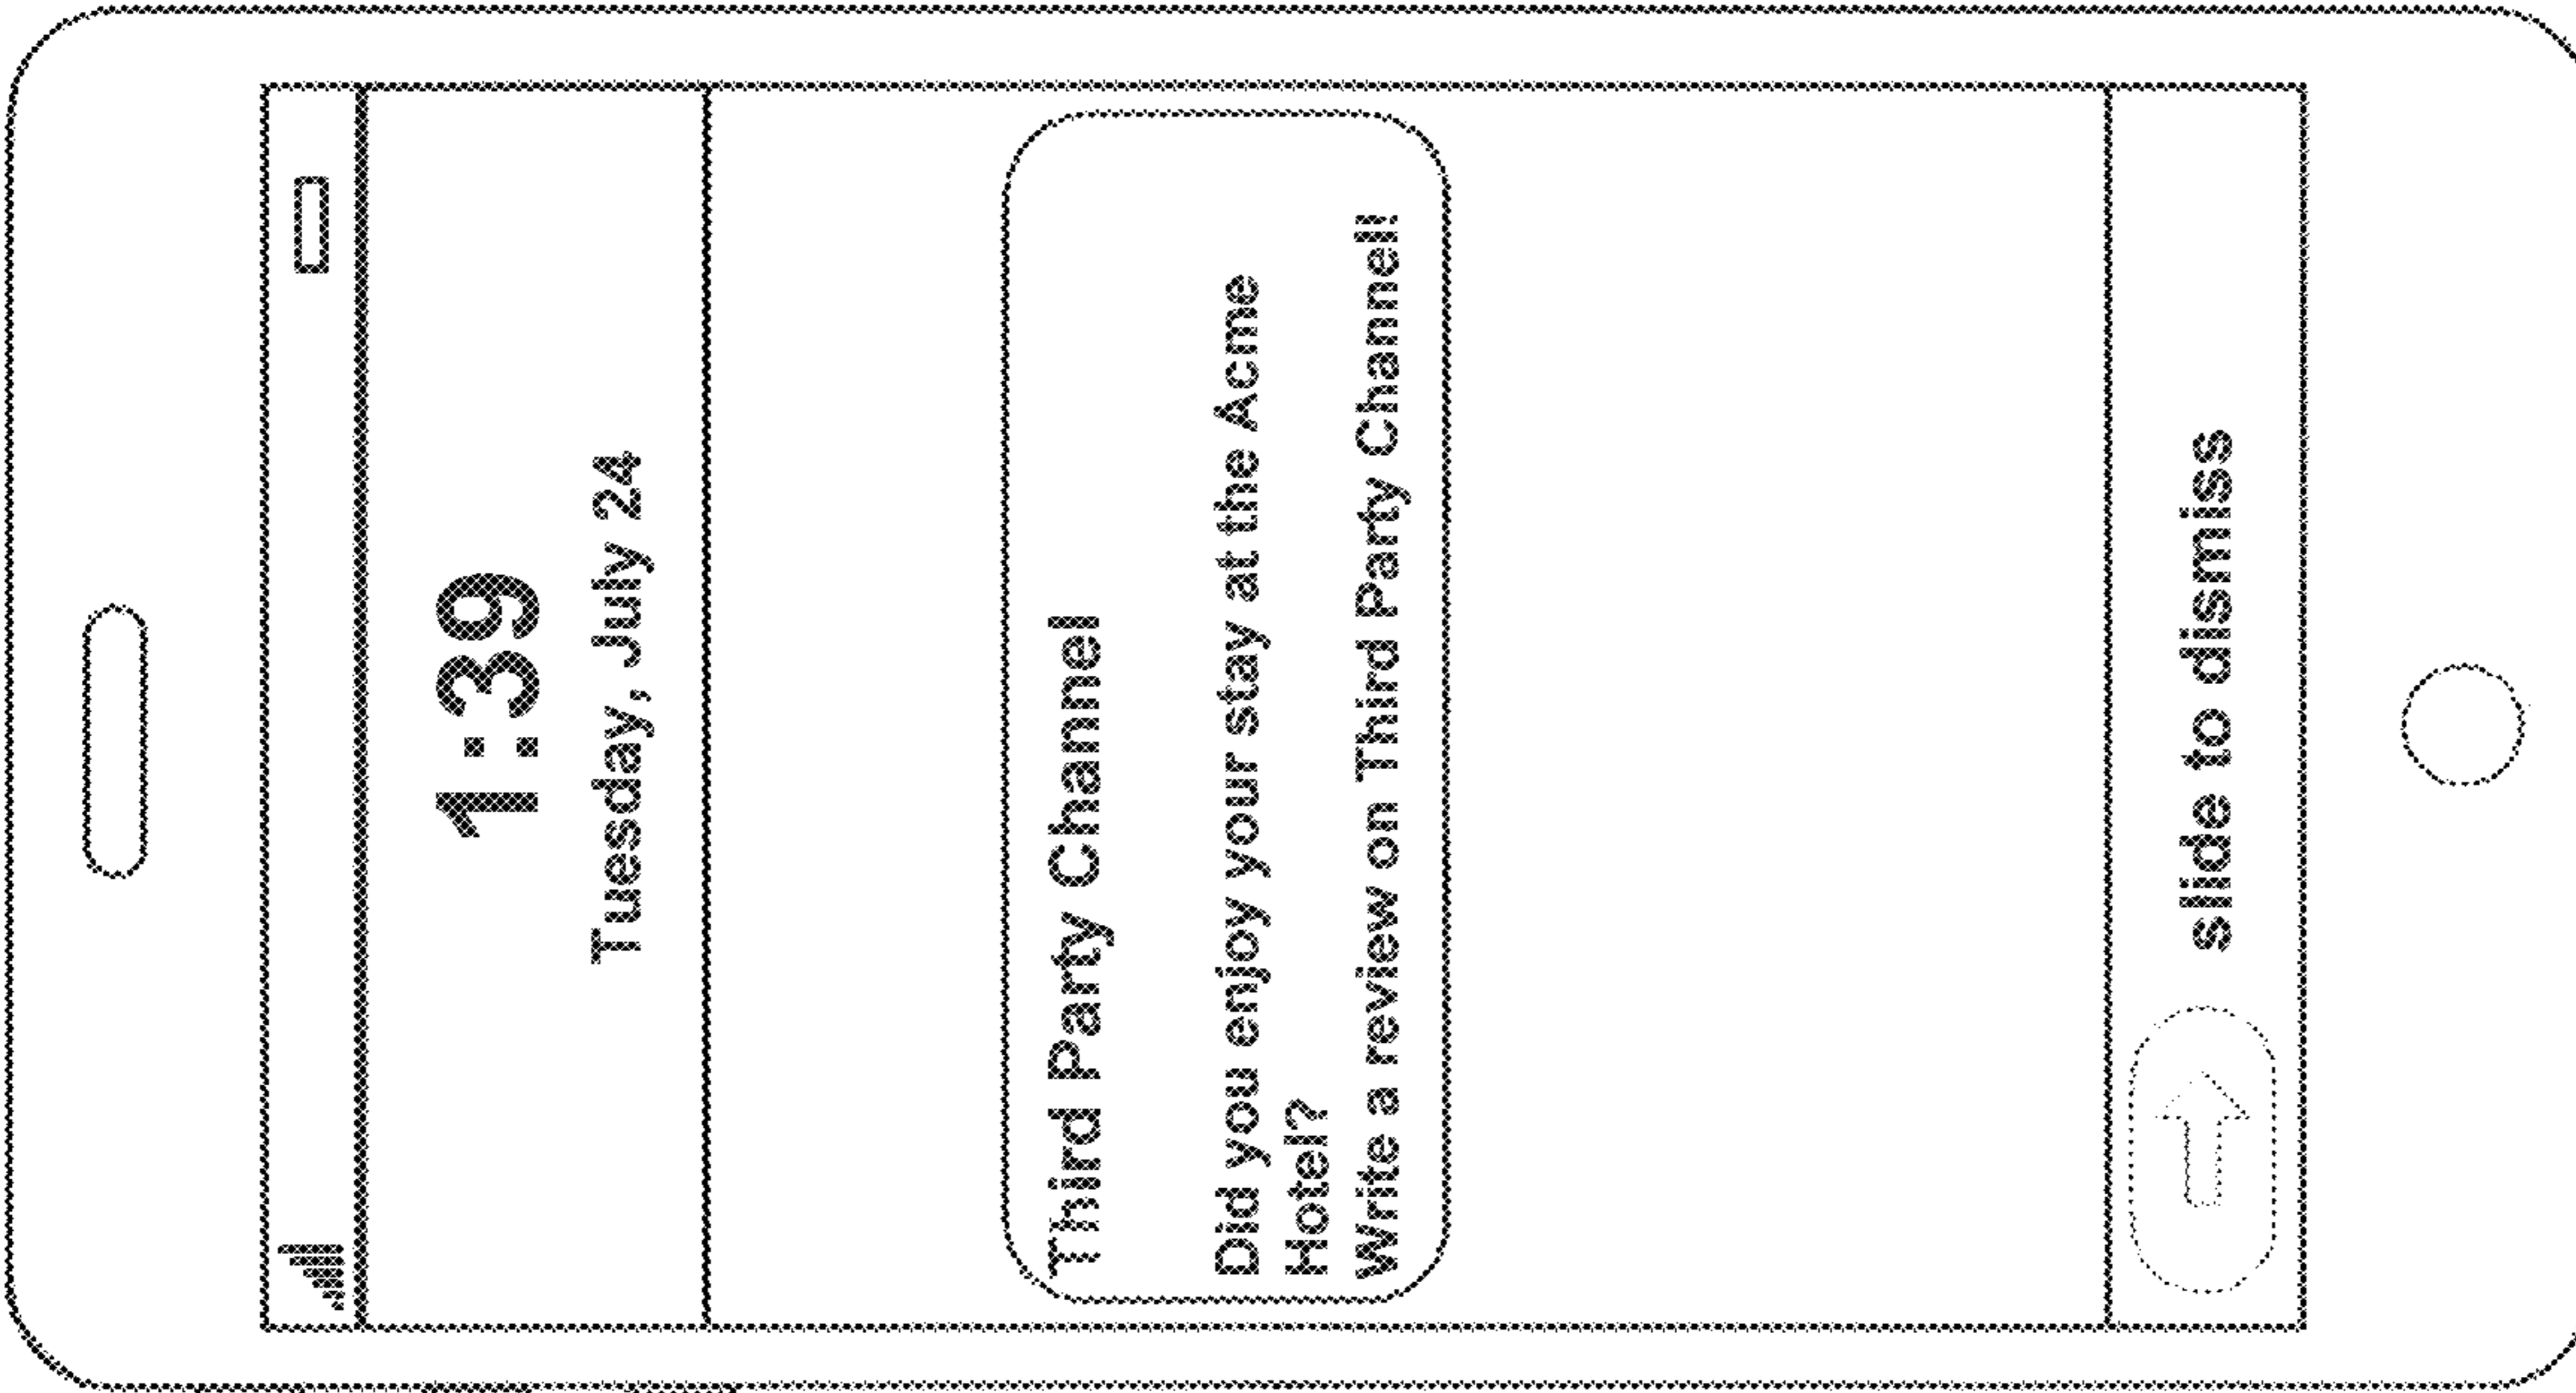 1:39
Tuesday, July 24
Third Party Channel
Did you enjoy your stay at the Acme
Hotel?
Write a review on Third Party Channel!
slide to dismiss